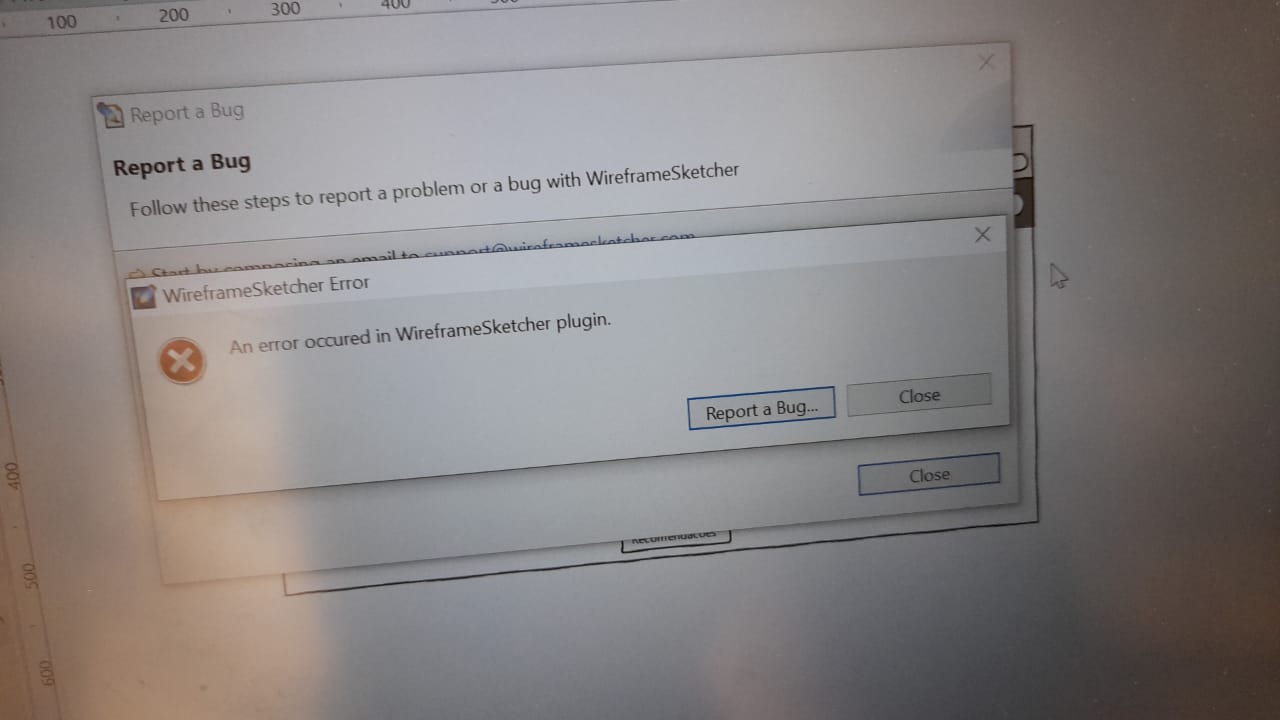 100 200 300 400
Report a Bug
Report a Bug
Follow these steps to report a problem or a bug with WireframeSketcher
Start by composing an email to support@wireframesketcher.com
WireframeSketcher Error
An error occured in WireframeSketcher plugin.
Report a Bug... Close
Close
Recomendacoes
400
500
600